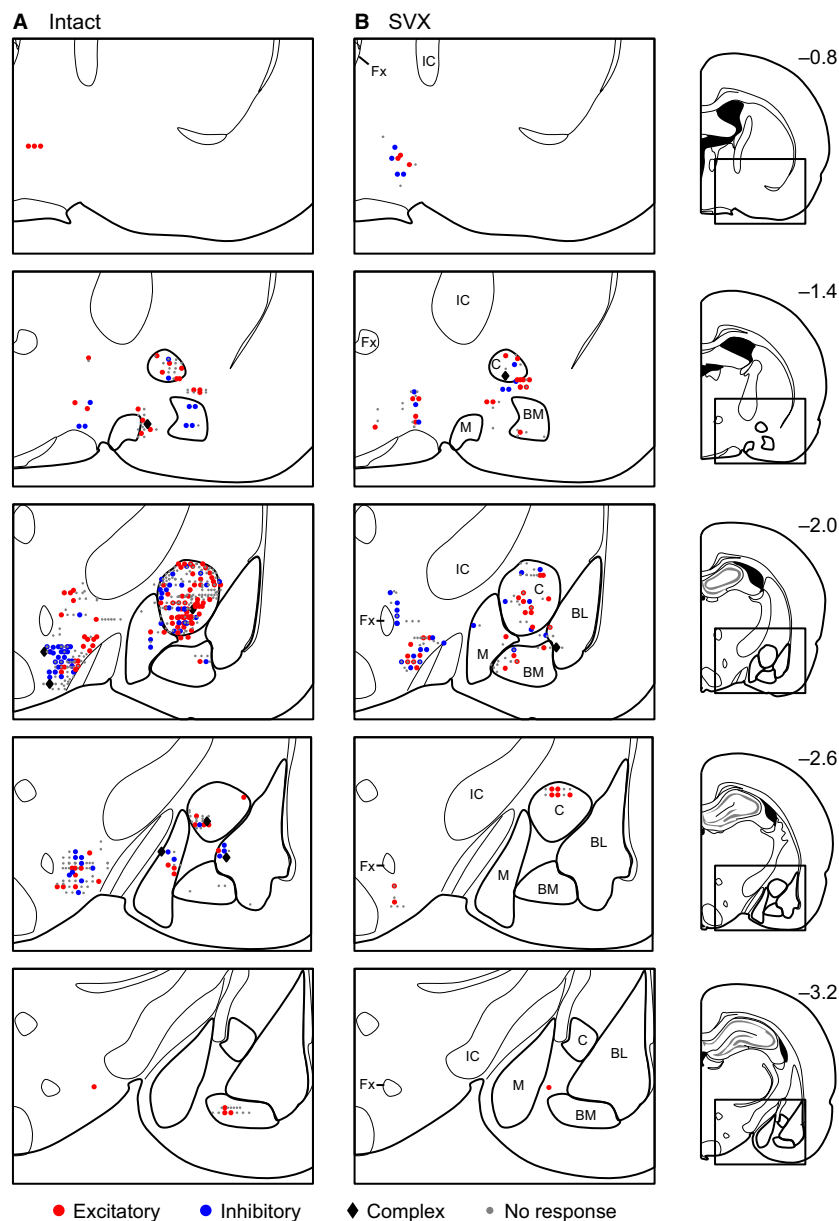 A Intact
B SVX
Fx
IC
–0.8
IC
Fx
C
M
BM
–1.4
IC
C
BL
Fx
M
BM
–2.0
IC
C
BL
Fx
M
BM
–2.6
C
IC
BL
Fx
M
BM
–3.2
Excitatory
Inhibitory
Complex
No response